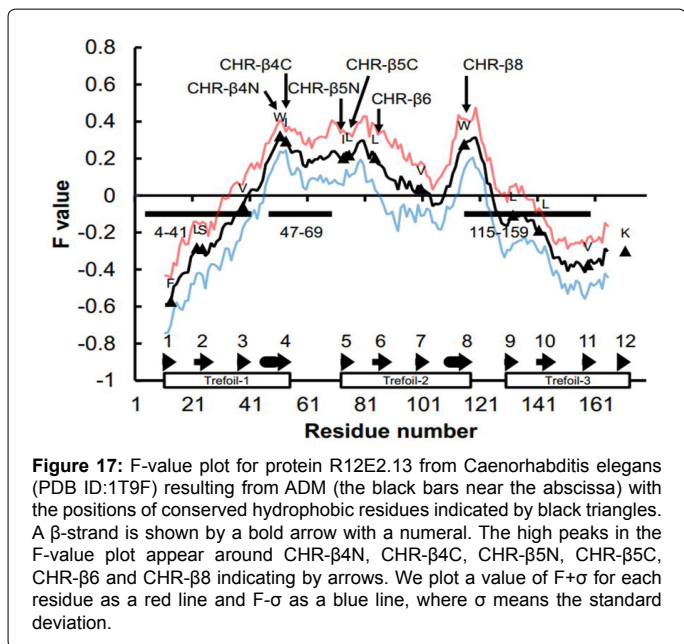 CHR-β4C
CHR-β5C
CHR-β8
CHR-β4N
CHR-β5N
CHR-β6
0.8
0.6
0.4
0.2
0
-0.2
-0.4
-0.6
-0.8
-1
F value
W
I
I L
L
W
V
V
L
L
LS
V
K
F
4-41
47-69
115-159
1 2 3 4 5 6 7 8 9 10 11 12
Trefoil-1 Trefoil-2 Trefoil-3
1 21 41 61 81 101 121 141 161
Residue number
Figure 17: F-value plot for protein R12E2.13 from Caenorhabditis elegans
(PDB ID:1T9F) resulting from ADM (the black bars near the abscissa) with
the positions of conserved hydrophobic residues indicated by black triangles.
A β-strand is shown by a bold arrow with a numeral. The high peaks in the
F-value plot appear around CHR-β4N, CHR-β4C, CHR-β5N, CHR-β5C,
CHR-β6 and CHR-β8 indicating by arrows. We plot a value of F+σ for each
residue as a red line and F-σ as a blue line, where σ means the standard
deviation.